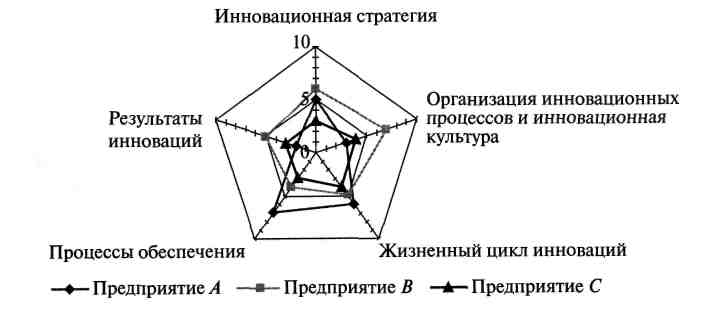 Инновационная стратегия
10
5
0
Организация инновационных
процессов и инновационная
культура
Результаты
инноваций
Процессы обеспечения
Жизненный цикл инноваций
Предприятие A
Предприятие B
Предприятие C